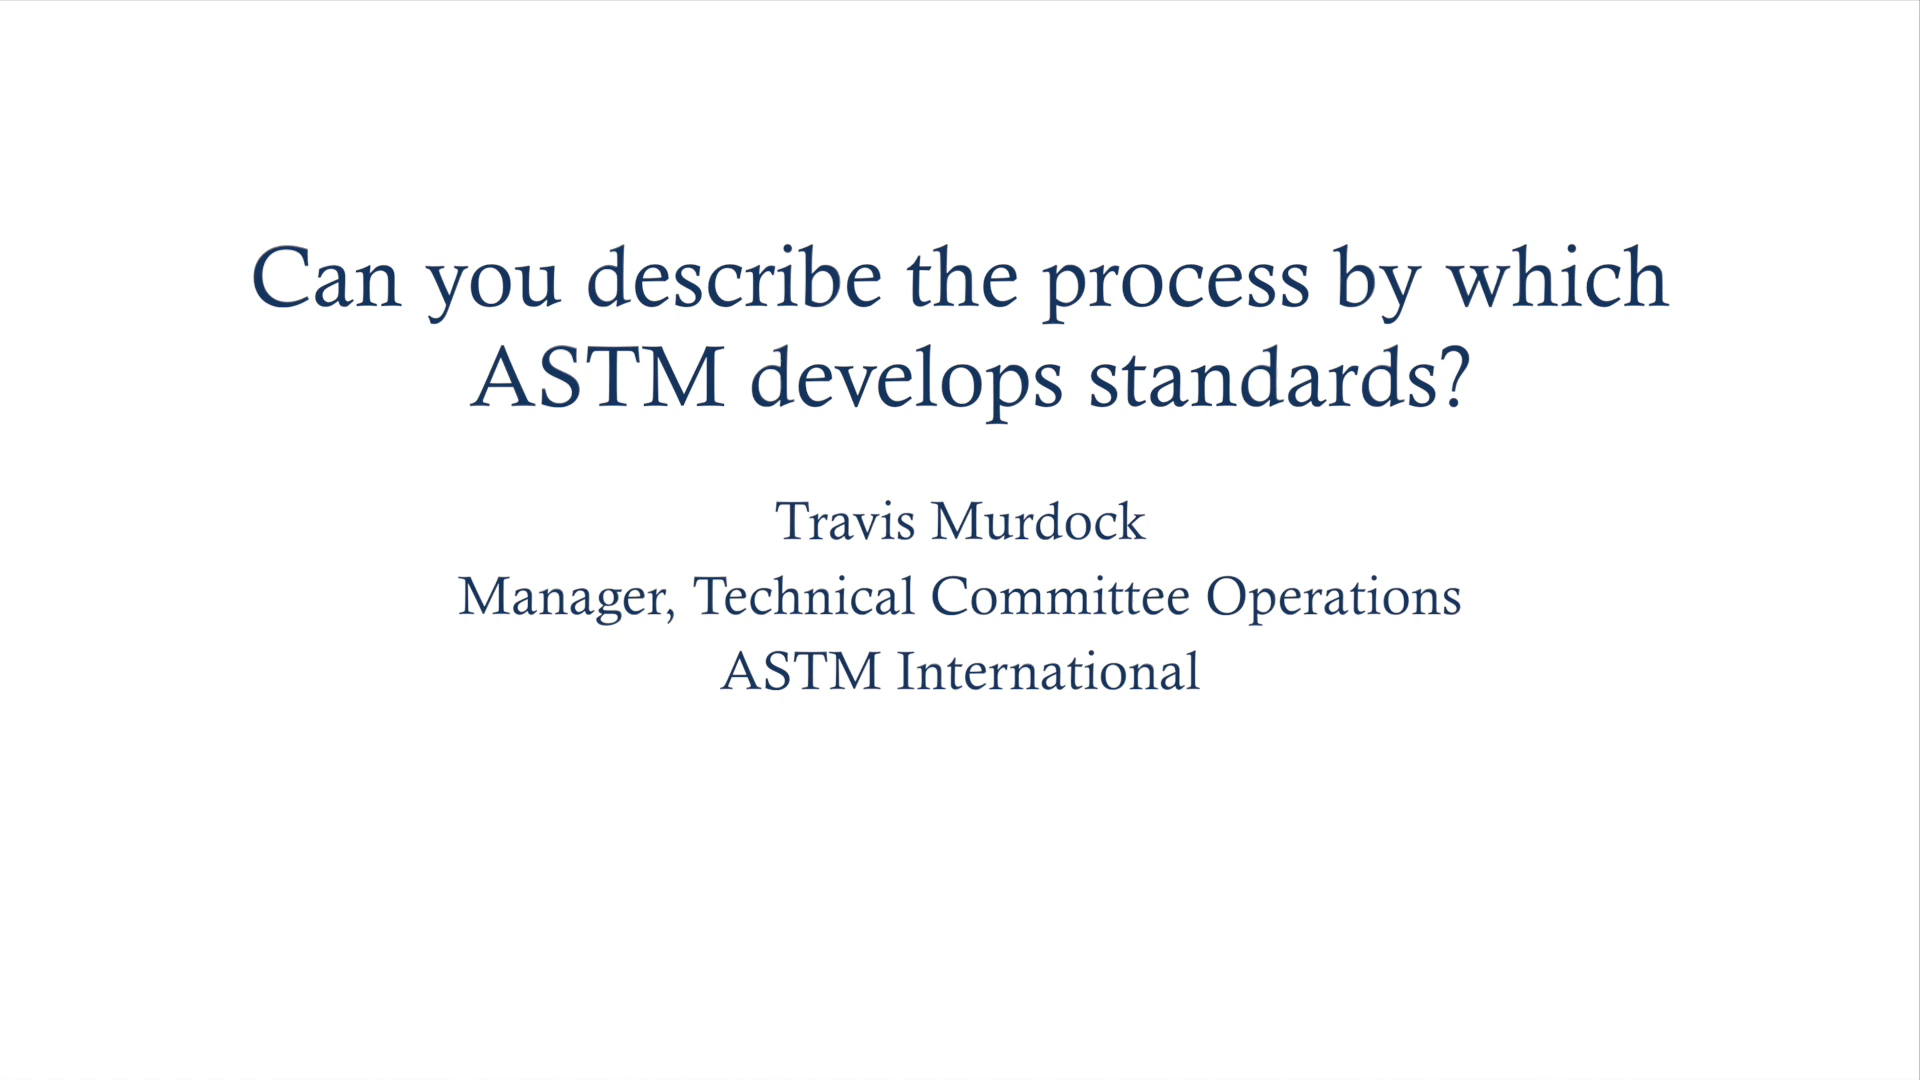 Can you describe the process by which
ASTM develops standards?
Travis Murdock
Manager, Technical Committee Operations
ASTM International